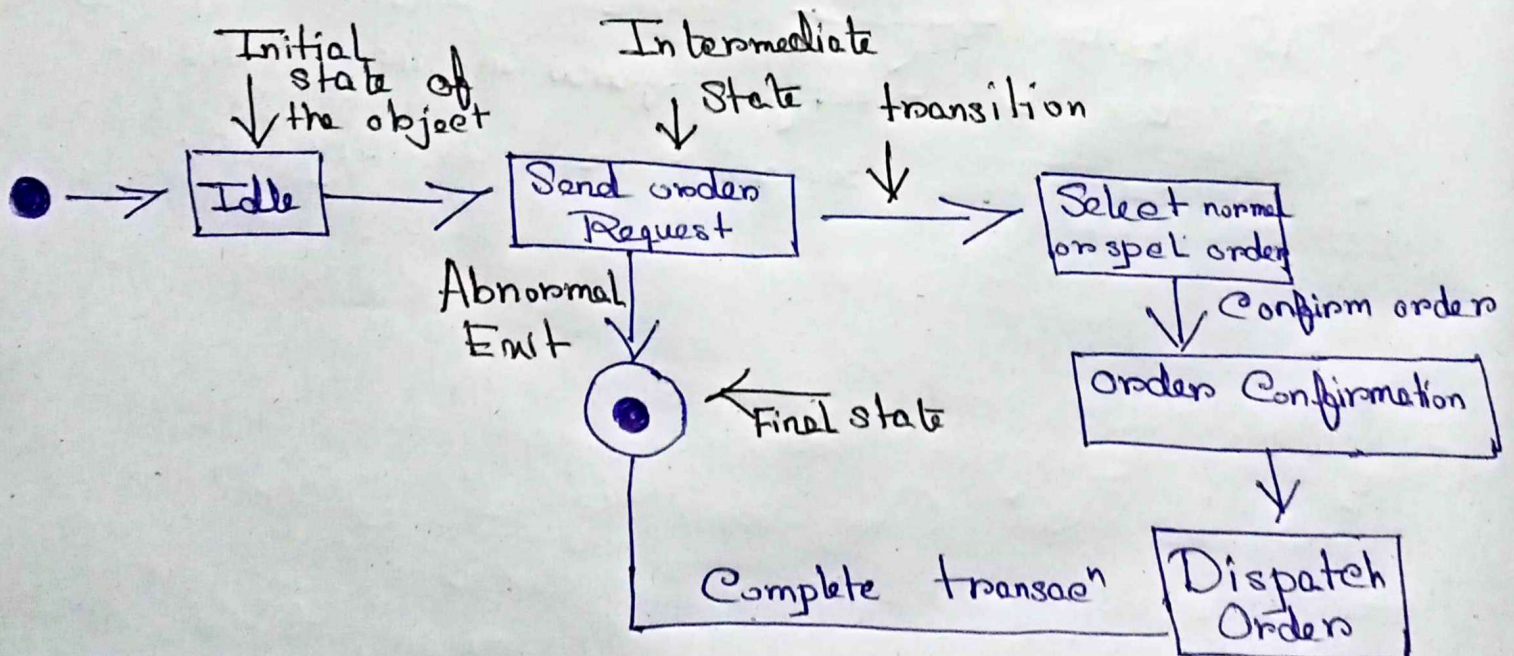 Initial
state of
the object
Intermediate
State.
transition
Idle
Send order
Request
Select normal
or spel order
Abnormal
Exit
Confirm order
Order Confirmation
Final state
Complete transacⁿ
Dispatch
Order